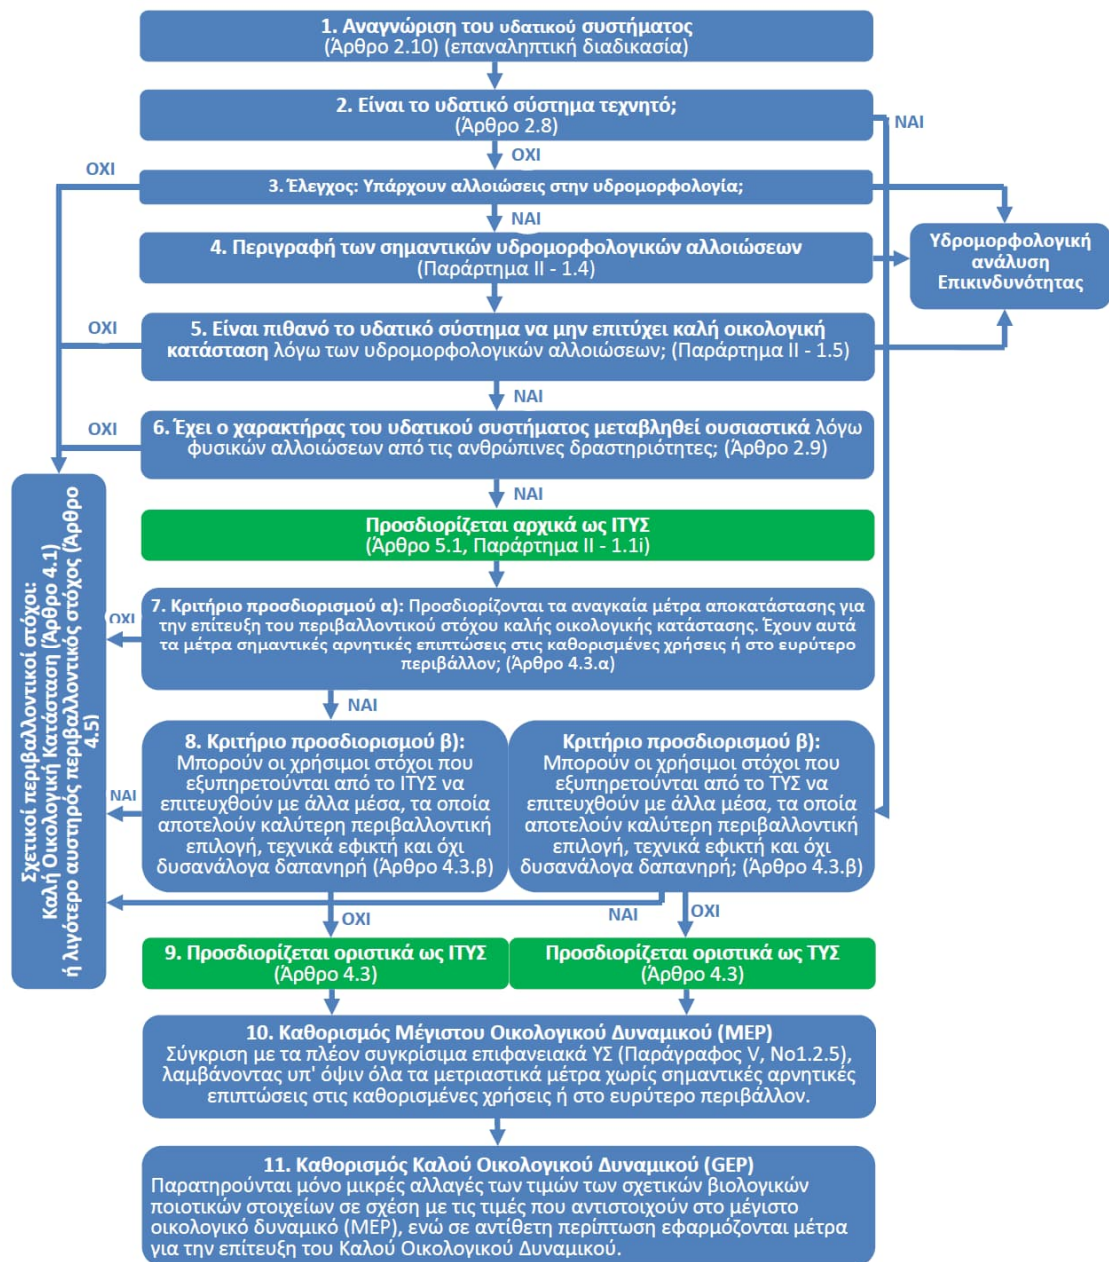 1. Αναγνώριση του υδατικού συστήματος
(Άρθρο 2.10) (επαναληπτική διαδικασία)
2. Είναι το υδατικό σύστημα τεχνητό;
(Άρθρο 2.8)
ΝΑΙ
ΟΧΙ
ΟΧΙ
3. Έλεγχος: Υπάρχουν αλλοιώσεις στην υδρομορφολογία;
ΝΑΙ
4. Περιγραφή των σημαντικών υδρομορφολογικών αλλοιώσεων
(Παράρτημα ΙΙ - 1.4)
Υδρομορφολογική
ανάλυση
Επικινδυνότητας
ΟΧΙ
5. Είναι πιθανό το υδατικό σύστημα να μην επιτύχει καλή οικολογική
κατάσταση λόγω των υδρομορφολογικών αλλοιώσεων; (Παράρτημα ΙΙ - 1.5)
ΝΑΙ
ΟΧΙ
6. Έχει ο χαρακτήρας του υδατικού συστήματος μεταβληθεί ουσιαστικά λόγω
φυσικών αλλοιώσεων από τις ανθρώπινες δραστηριότητες; (Άρθρο 2.9)
ΝΑΙ
Προσδιορίζεται αρχικά ως ΙΤΥΣ
(Άρθρο 5.1, Παράρτημα ΙΙ - 1.1i)
Σχετικοί περιβαλλοντικοί στόχοι:
Καλή Οικολογική Κατάσταση (Άρθρο 4.1)
ή λιγότερο αυστηρός περιβαλλοντικός στόχος (Άρθρο
4.5)
ΟΧΙ
7. Κριτήριο προσδιορισμού α): Προσδιορίζονται τα αναγκαία μέτρα αποκατάστασης για
την επίτευξη του περιβαλλοντικού στόχου καλής οικολογικής κατάστασης. Έχουν αυτά
τα μέτρα σημαντικές αρνητικές επιπτώσεις στις καθορισμένες χρήσεις ή στο ευρύτερο
περιβάλλον; (Άρθρο 4.3.α)
ΝΑΙ
8. Κριτήριο προσδιορισμού β):
Μπορούν οι χρήσιμοι στόχοι που
εξυπηρετούνται από το ΙΤΥΣ να
επιτευχθούν με άλλα μέσα, τα οποία
αποτελούν καλύτερη περιβαλλοντική
επιλογή, τεχνικά εφικτή και όχι
δυσανάλογα δαπανηρή (Άρθρο 4.3.β)
ΝΑΙ
Κριτήριο προσδιορισμού β):
Μπορούν οι χρήσιμοι στόχοι που
εξυπηρετούνται από το ΤΥΣ να
επιτευχθούν με άλλα μέσα, τα οποία
αποτελούν καλύτερη περιβαλλοντική
επιλογή, τεχνικά εφικτή και όχι
δυσανάλογα δαπανηρή; (Άρθρο 4.3.β)
ΟΧΙ
ΝΑΙ
ΟΧΙ
9. Προσδιορίζεται οριστικά ως ΙΤΥΣ
(Άρθρο 4.3)
Προσδιορίζεται οριστικά ως ΤΥΣ
(Άρθρο 4.3)
10. Καθορισμός Μέγιστου Οικολογικού Δυναμικού (MEP)
Σύγκριση με τα πλέον συγκρίσιμα επιφανειακά ΥΣ (Παράγραφος V, Νο1.2.5),
λαμβάνοντας υπ' όψιν όλα τα μετριαστικά μέτρα χωρίς σημαντικές αρνητικές
επιπτώσεις στις καθορισμένες χρήσεις ή στο ευρύτερο περιβάλλον.
11. Καθορισμός Καλού Οικολογικού Δυναμικού (GEP)
Παρατηρούνται μόνο μικρές αλλαγές των τιμών των σχετικών βιολογικών
ποιοτικών στοιχείων σε σχέση με τις τιμές που αντιστοιχούν στο μέγιστο
οικολογικό δυναμικό (MEP), ενώ σε αντίθετη περίπτωση εφαρμόζονται μέτρα
για την επίτευξη του Καλού Οικολογικού Δυναμικού.